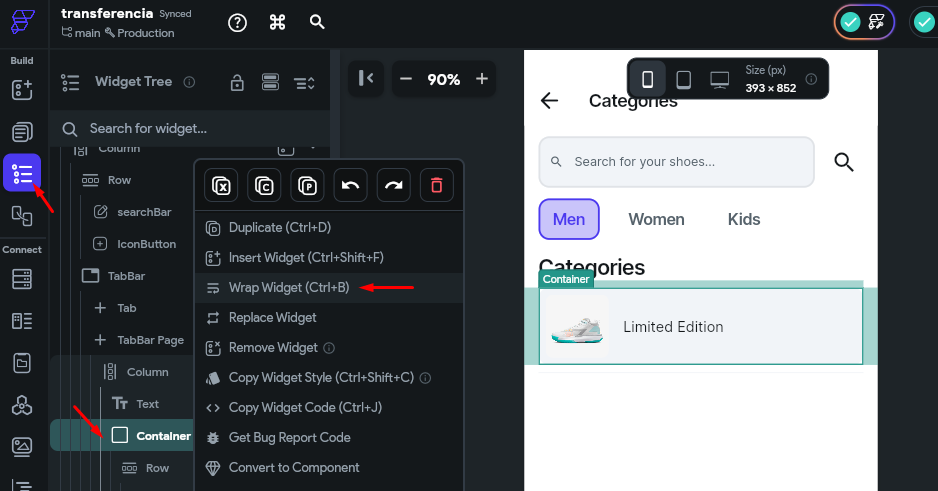 transferencia Synced
main Production
Build
Widget Tree
90%
Size (px)
393 × 852
Search for widget...
Column
Row
searchBar
IconButton
Connect
TabBar
Tab
TabBar Page
Column
Text
Container
Row
X
C
P
Duplicate (Ctrl+D)
Insert Widget (Ctrl+Shift+F)
Wrap Widget (Ctrl+B)
Replace Widget
Remove Widget
Copy Widget Style (Ctrl+Shift+C)
Copy Widget Code (Ctrl+J)
Get Bug Report Code
Convert to Component
Categories
Search for your shoes...
Men Women Kids
Categories
Container
Limited Edition